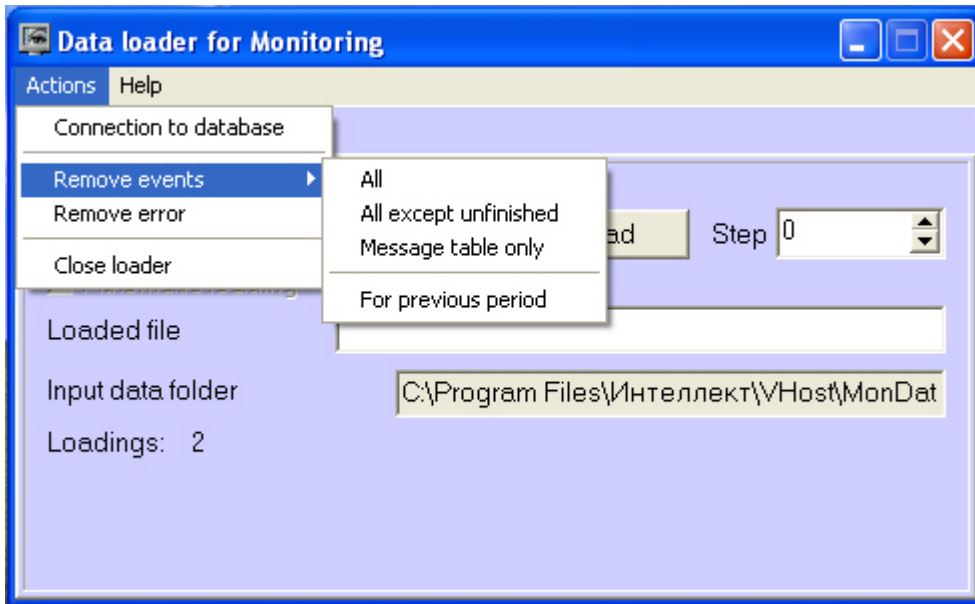 Data loader for Monitoring
Actions Help
Connection to database
Remove events
Remove error
Close loader
All
All except unfinished
Message table only
For previous period
Step 0
Loaded file
Input data folder C:\Program Files\Интеллект\VHost\MonDat
Loadings: 2